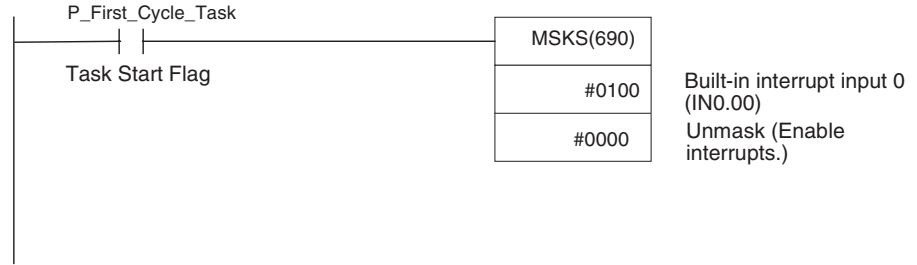 P_First_Cycle_Task
MSKS(690)
Task Start Flag
#0100
Built-in interrupt input 0
(IN0.00)
#0000
Unmask (Enable
interrupts.)